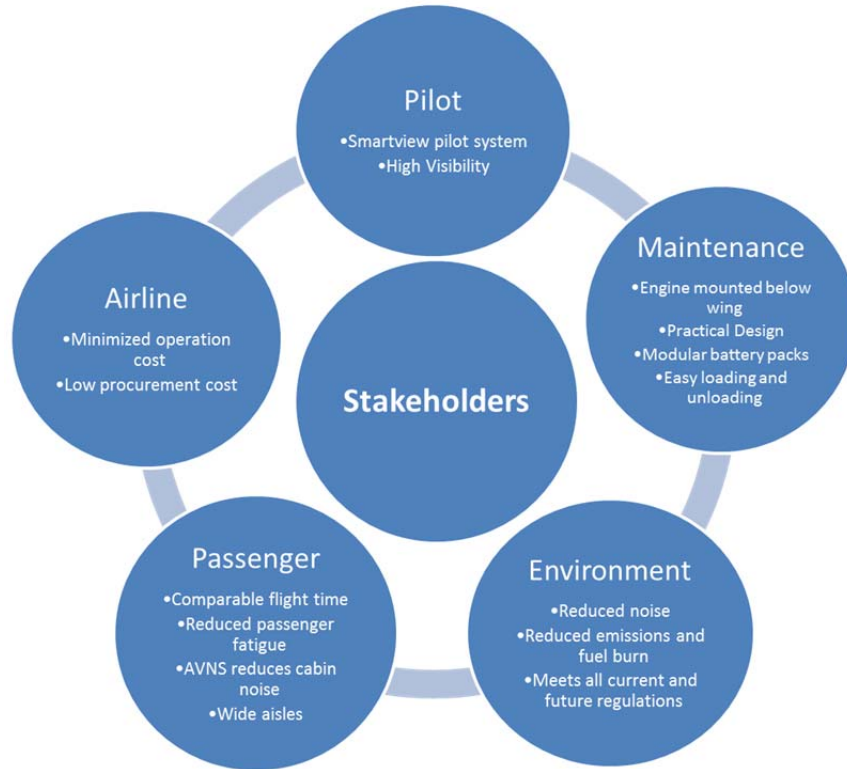 Pilot
•Smartview pilot system
•High Visibility
Maintenance
•Engine mounted below
wing
•Practical Design
•Modular battery packs
•Easy loading and
unloading
Airline
•Minimized operation
cost
•Low procurement cost
Stakeholders
Passenger
•Comparable flight time
•Reduced passenger
fatigue
•AVNS reduces cabin
noise
•Wide aisles
Environment
•Reduced noise
•Reduced emissions and
fuel burn
•Meets all current and
future regulations